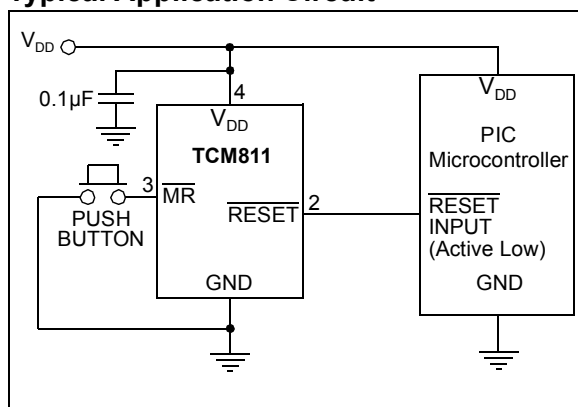 Typical Application Circuit
VDD
0.1µF
4
VDD
TCM811
3
MR
RESET
2
PUSH
BUTTON
GND
VDD
PIC
Microcontroller
RESET
INPUT
(Active Low)
GND